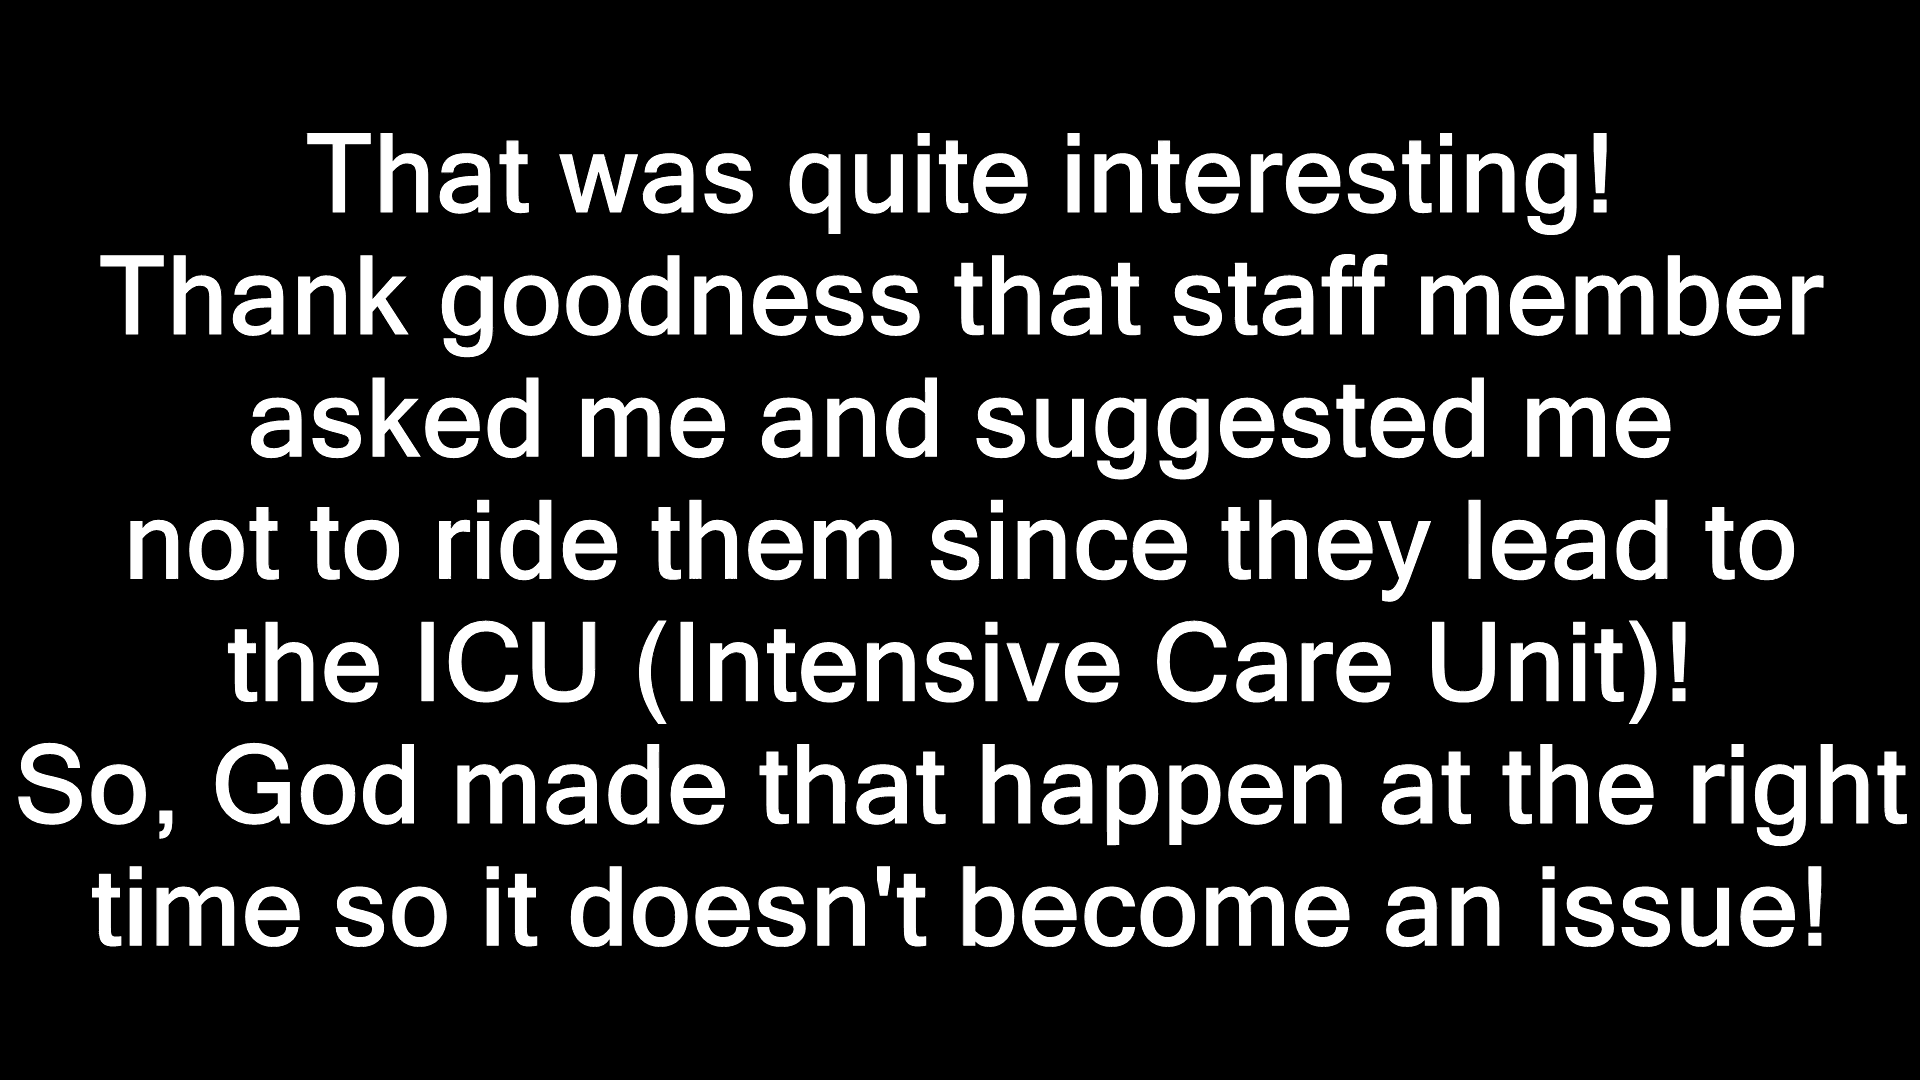 That was quite interesting!
Thank goodness that staff member
asked me and suggested me
not to ride them since they lead to
the ICU (Intensive Care Unit)!
So, God made that happen at the right
time so it doesn't become an issue!